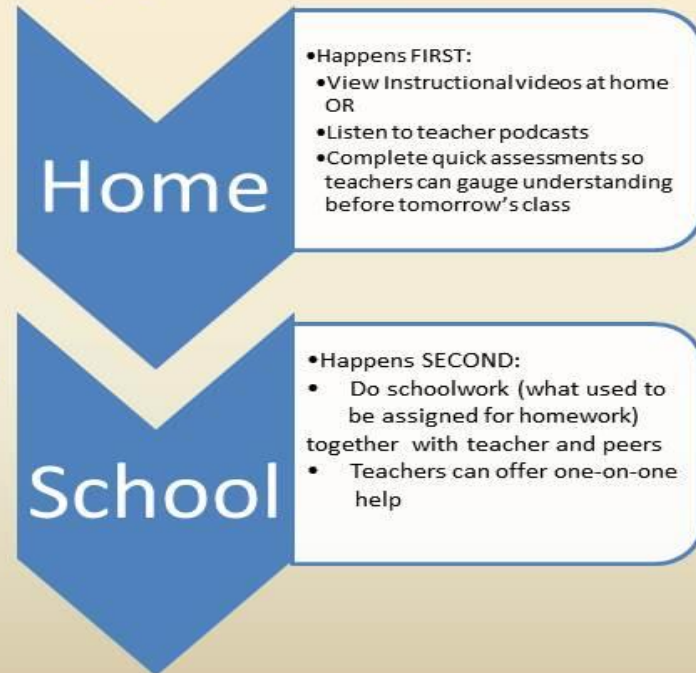 Home
•Happens FIRST:
•View Instructional videos at home
OR
•Listen to teacher podcasts
•Complete quick assessments so
teachers can gauge understanding
before tomorrow's class
School
•Happens SECOND:
• Do schoolwork (what used to
be assigned for homework)
together with teacher and peers
• Teachers can offer one-on-one
help